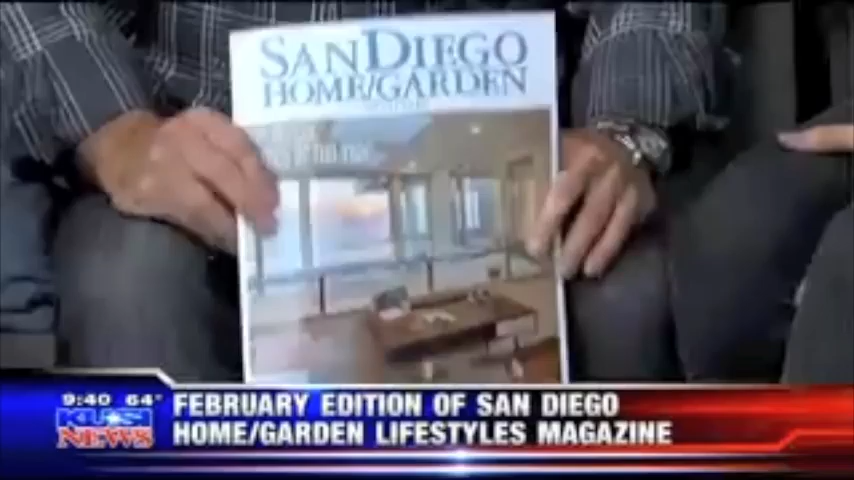 SAN DIEGO
HOME/GARDEN
9:40 64°
KUSI
NEWS
FEBRUARY EDITION OF SAN DIEGO
HOME/GARDEN LIFESTYLES MAGAZINE